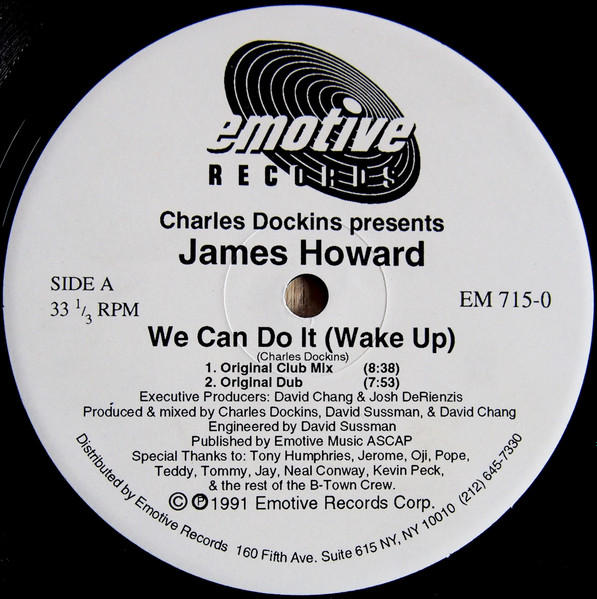 emotive
RECORDS
Charles Dockins presents
James Howard
SIDE A
33 1/3 RPM
EM 715-0
We Can Do It (Wake Up)
(Charles Dockins)
1. Original Club Mix (8:38)
2. Original Dub (7:53)
Executive Producers: David Chang & Josh DeRienzis
Produced & mixed by Charles Dockins, David Sussman, & David Chang
Engineered by David Sussman
Published by Emotive Music ASCAP
Special Thanks to: Tony Humphries, Jerome, Oji, Pope,
Teddy, Tommy, Jay, Neal Conway, Kevin Peck,
& the rest of the B-Town Crew.
© ℗ 1991 Emotive Records Corp.
Distributed by Emotive Records 160 Fifth Ave. Suite 615 NY, NY 10010 (212) 645-7330